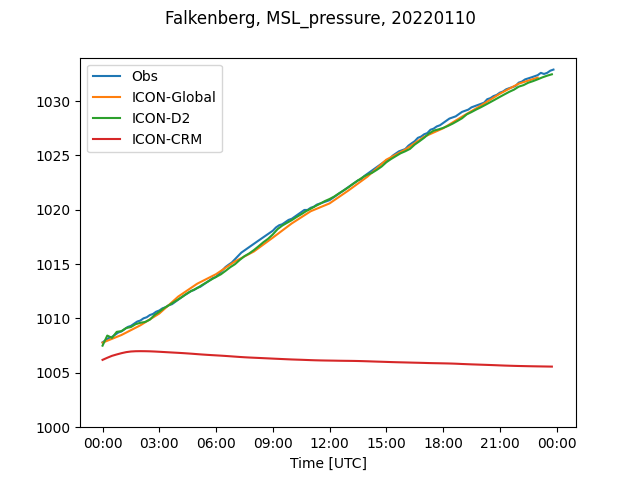 Falkenberg, MSL_pressure, 20220110
Obs
ICON-Global
ICON-D2
ICON-CRM
1030
1025
1020
1015
1010
1005
1000
00:00 03:00 06:00 09:00 12:00 15:00 18:00 21:00 00:00
Time [UTC]